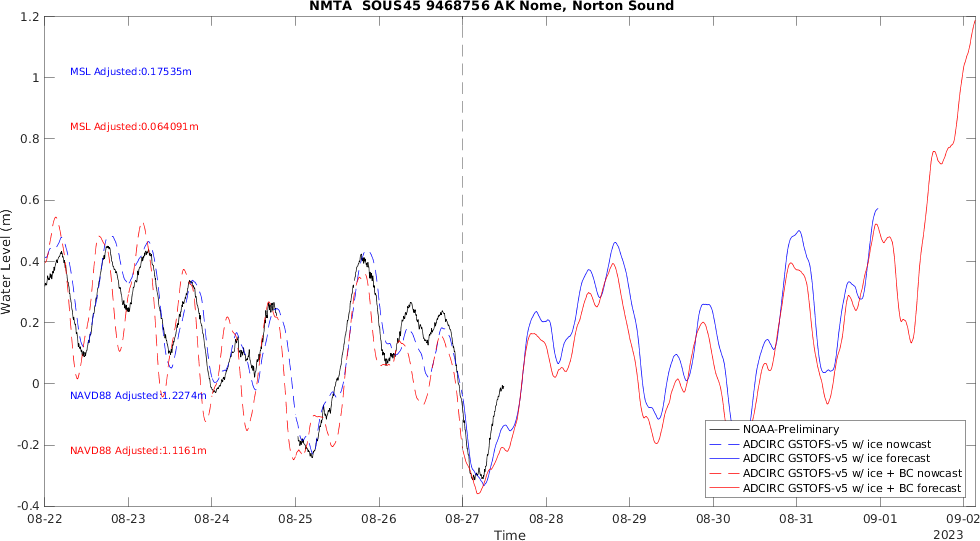 NMTA SOUS45 9468756 AK Nome, Norton Sound
1.2
1
0.8
0.6
0.4
0.2
0
-0.2
-0.4
Water Level (m)
MSL Adjusted:0.17535m
MSL Adjusted:0.064091m
NAVD88 Adjusted:1.2274m
NAVD88 Adjusted:1.1161m
NOAA-Preliminary
ADCIRC GSTOFS-v5 w/ ice nowcast
ADCIRC GSTOFS-v5 w/ ice forecast
ADCIRC GSTOFS-v5 w/ ice + BC nowcast
ADCIRC GSTOFS-v5 w/ ice + BC forecast
08-22 08-23 08-24 08-25 08-26 08-27 08-28 08-29 08-30 08-31 09-01 09-02
Time
2023